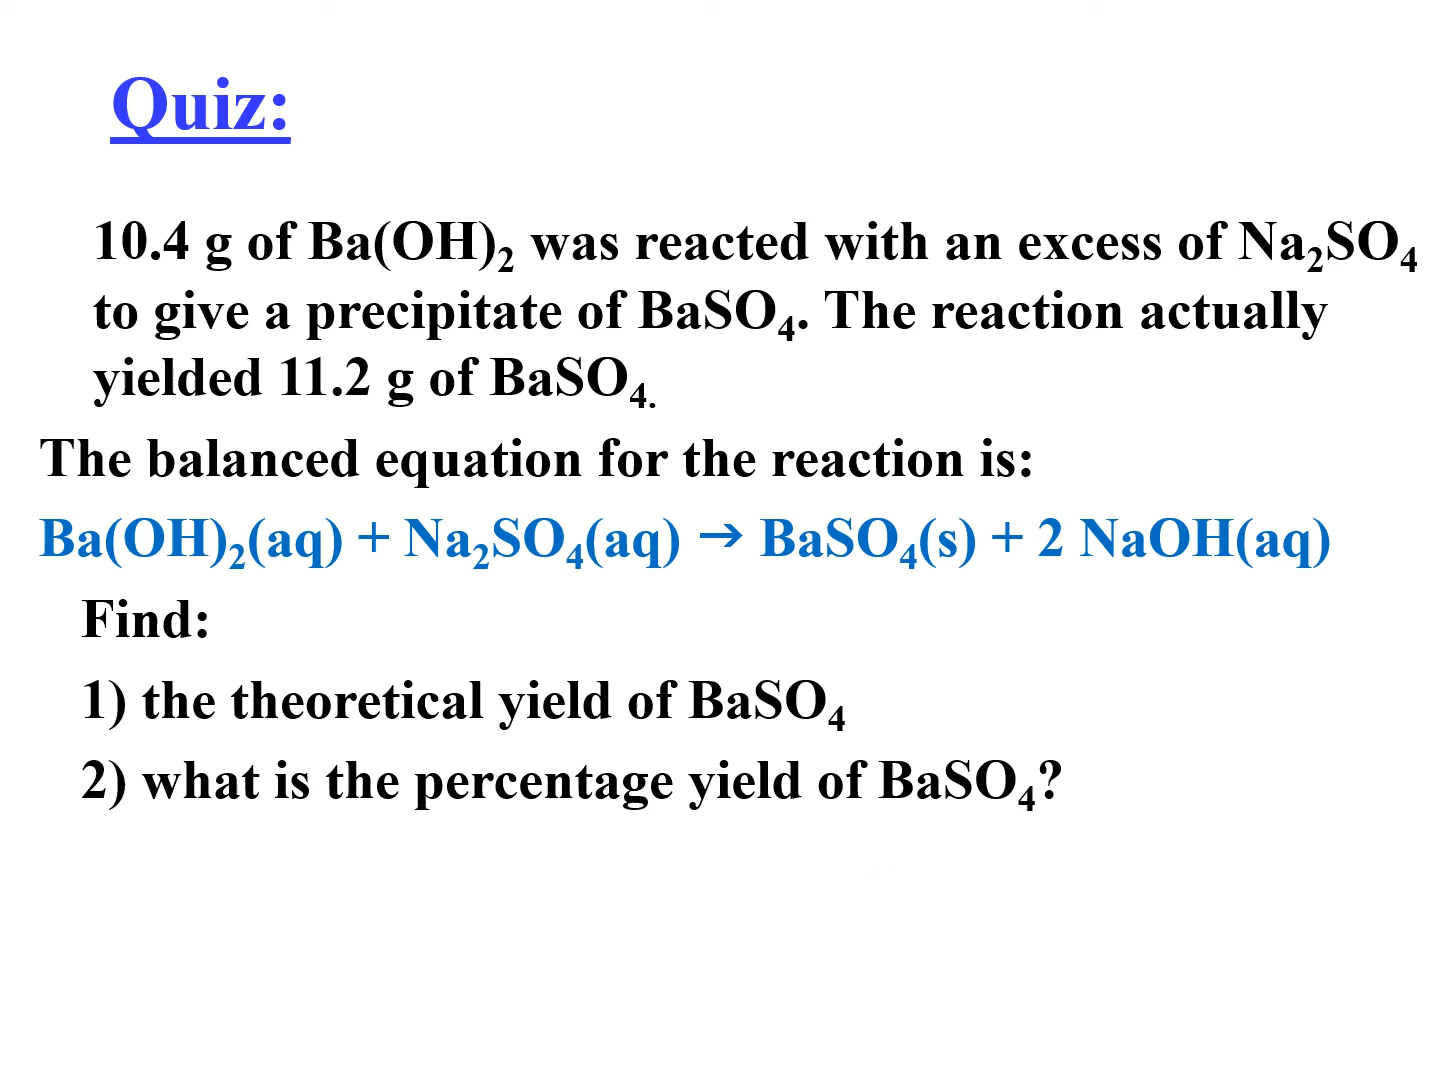 Quiz:
10.4 g of Ba(OH)₂ was reacted with an excess of Na₂SO₄
to give a precipitate of BaSO₄. The reaction actually
yielded 11.2 g of BaSO₄.
The balanced equation for the reaction is:
Ba(OH)₂(aq) + Na₂SO₄(aq) → BaSO₄(s) + 2 NaOH(aq)
Find:
1) the theoretical yield of BaSO₄
2) what is the percentage yield of BaSO₄?